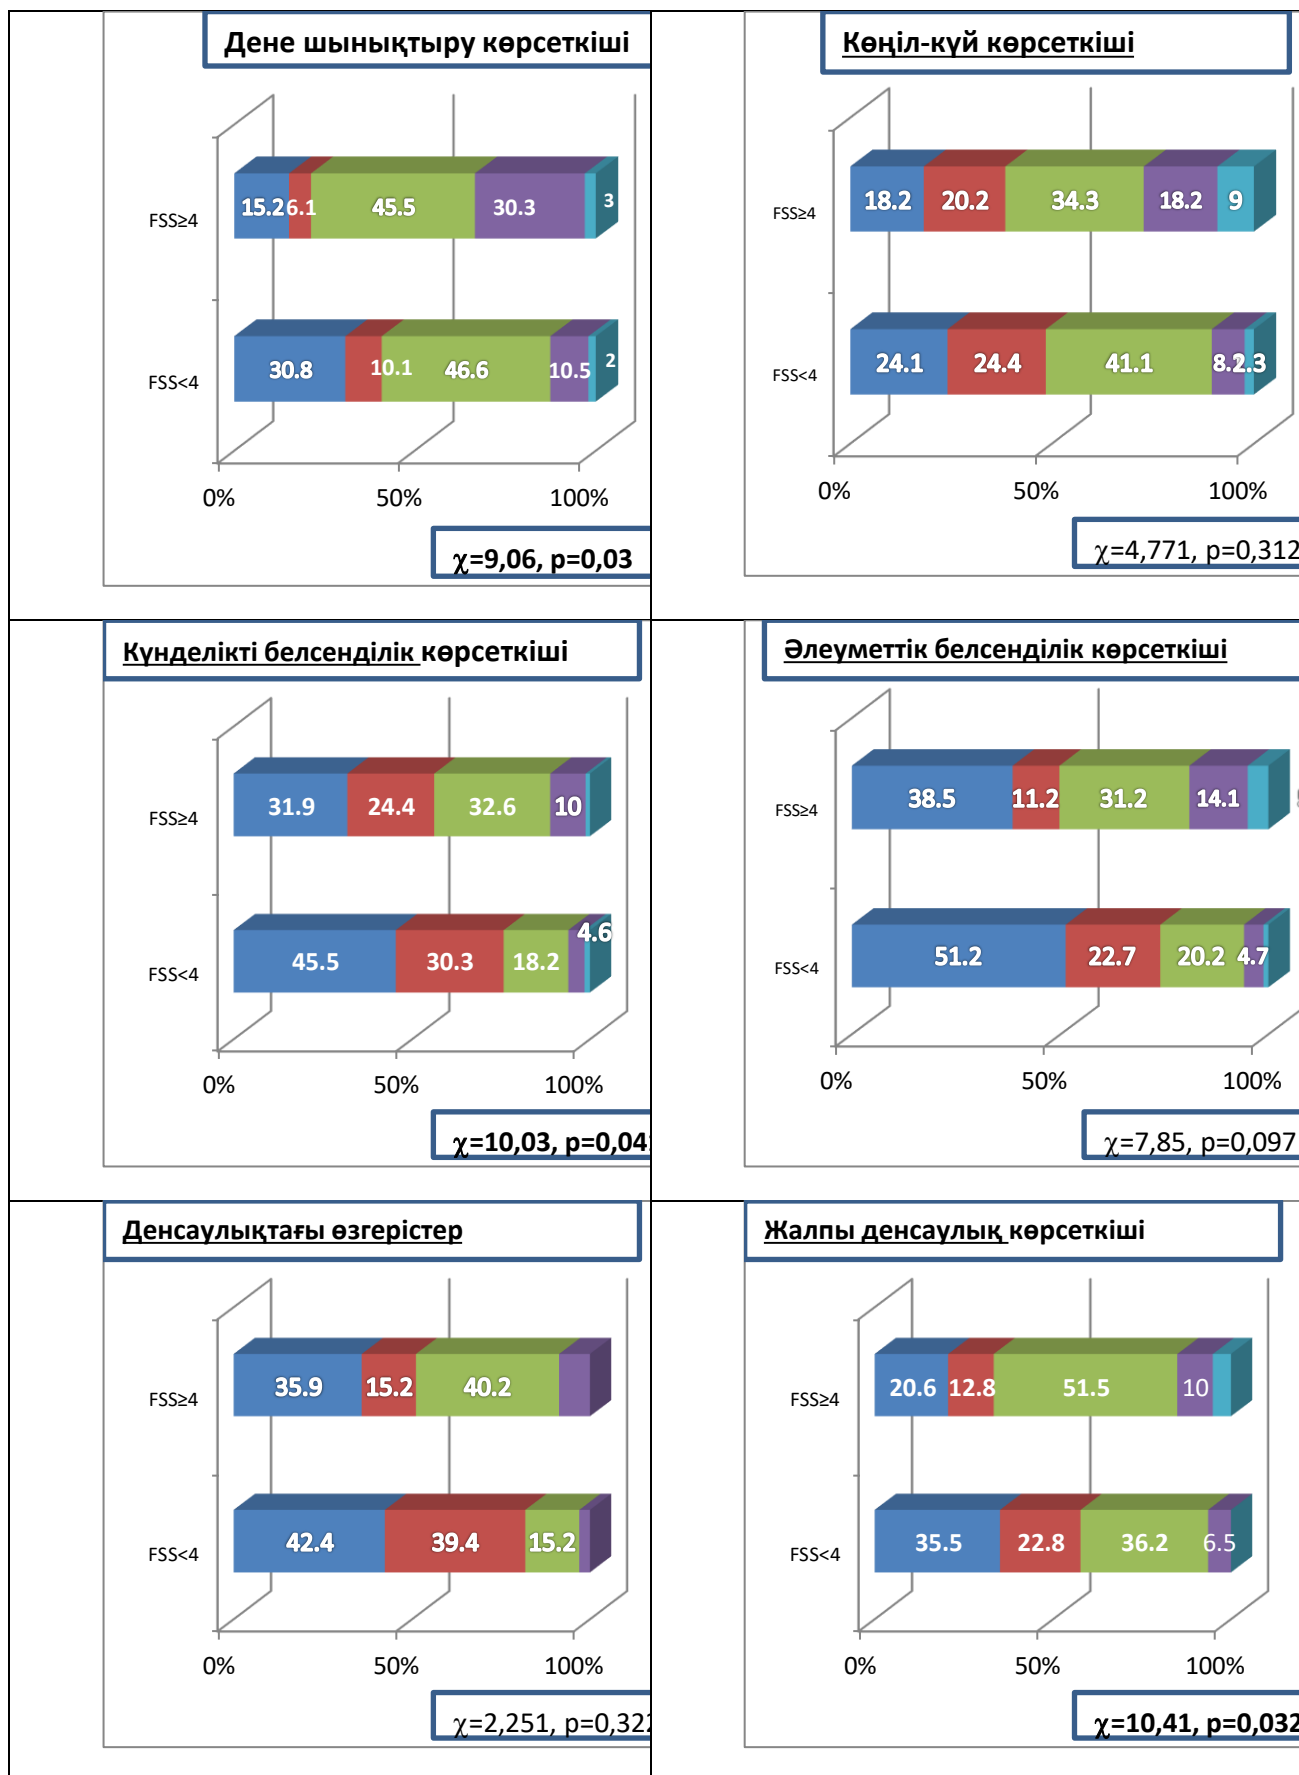 Дене шынықтыру көрсеткіші
FSS≥4
15.2 6.1 45.5 30.3 3
FSS<4
30.8 10.1 46.6 10.5 2
0% 50% 100%
χ=9,06, p=0,03
Көңіл-күй көрсеткіші
FSS≥4
18.2 20.2 34.3 18.2 9
FSS<4
24.1 24.4 41.1 8.2 2.3
0% 50% 100%
χ=4,771, p=0,312
Күнделікті белсенділік көрсеткіші
FSS≥4
31.9 24.4 32.6 10
FSS<4
45.5 30.3 18.2 4.6
0% 50% 100%
χ=10,03,
Әлеуметтік белсенділік көрсеткіші
FSS≥4
38.5 11.2 31.2 14.1
FSS<4
51.2 22.7 20.2 4.7
0% 50% 100%
χ=7,85, p=0,097
Денсаулықтағы өзгерістер
FSS≥4
35.9 15.2 40.2
FSS<4
42.4 39.4 15.2
0% 50% 100%
χ=2,251, p=0,322
Жалпы денсаулық көрсеткіші
FSS≥4
20.6 12.8 51.5 10
FSS<4
35.5 22.8 36.2 6.5
0% 50% 100%
χ=10,41, p=0,032